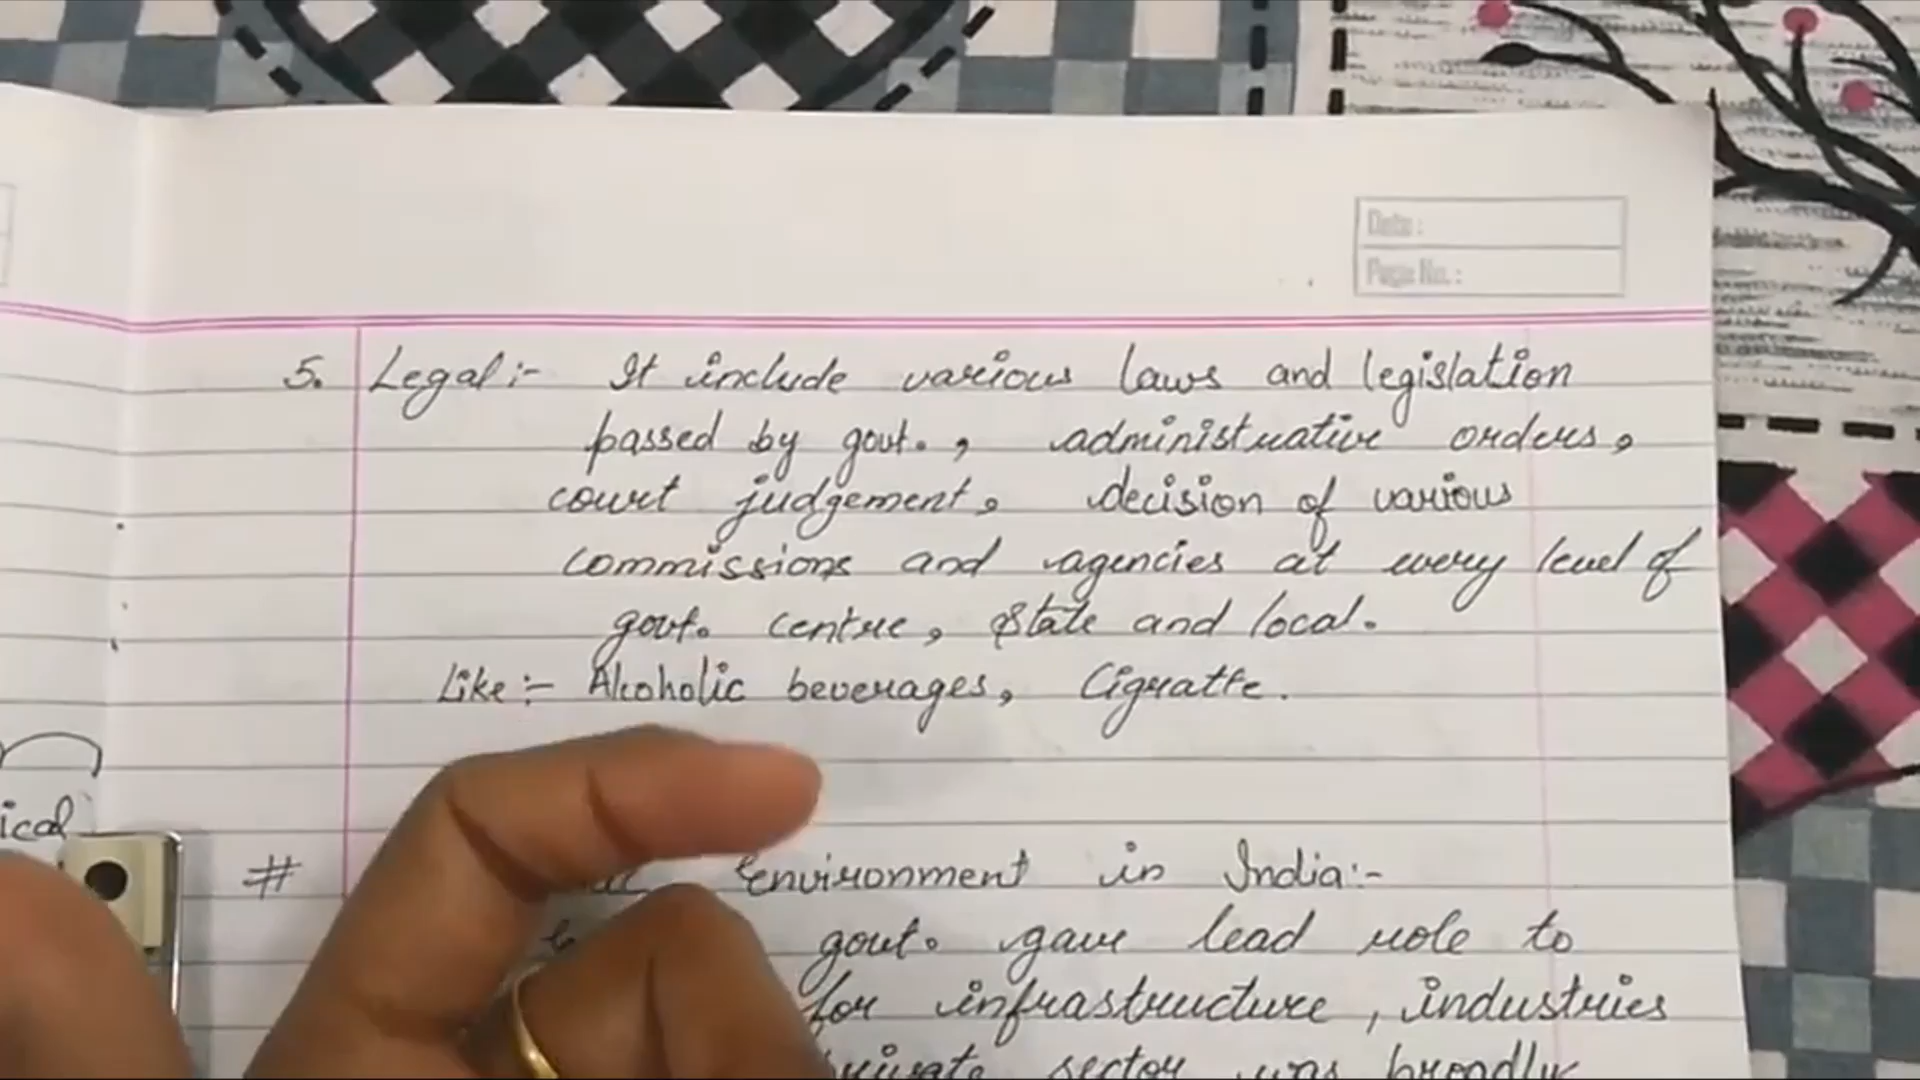 Date :
Page No. :
5. Legal :- It include various laws and legislation
passed by govt. , administrative orders,
court judgement, decision of various
commissions and agencies at every level of
govt. centre, state and local.
Like :- Alcoholic beverages, Cigratte.
ical
# Environment in India :-
govt. gave lead role to
for infrastructure , industries
private sector was broadly